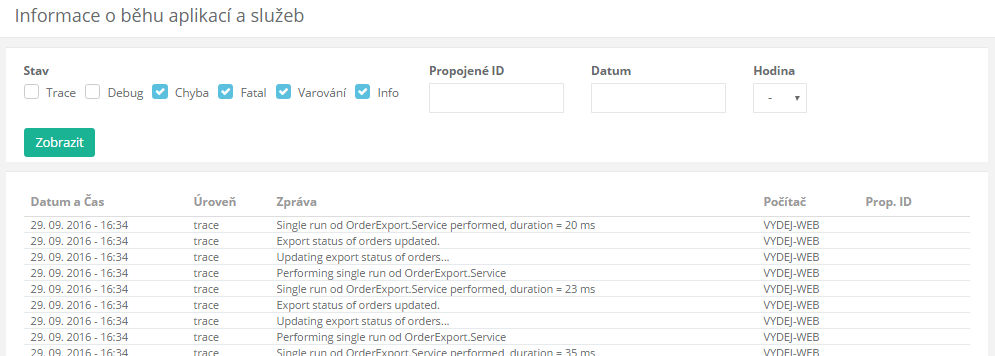 Informace o běhu aplikací a služeb
Stav Propojené ID Datum Hodina
Trace Debug Chyba Fatal Varování Info -
Zobrazit
Datum a Čas Úroveň Zpráva Počítač Prop. ID
29. 09. 2016 - 16:34 trace Single run od OrderExport.Service performed, duration = 20 ms VYDEJ-WEB
29. 09. 2016 - 16:34 trace Export status of orders updated. VYDEJ-WEB
29. 09. 2016 - 16:34 trace Updating export status of orders... VYDEJ-WEB
29. 09. 2016 - 16:34 trace Performing single run od OrderExport.Service VYDEJ-WEB
29. 09. 2016 - 16:34 trace Single run od OrderExport.Service performed, duration = 23 ms VYDEJ-WEB
29. 09. 2016 - 16:34 trace Export status of orders updated. VYDEJ-WEB
29. 09. 2016 - 16:34 trace Updating export status of orders... VYDEJ-WEB
29. 09. 2016 - 16:34 trace Performing single run od OrderExport.Service VYDEJ-WEB
29. 09. 2016 - 16:34 trace Single run od OrderExport.Service performed, duration = 35 ms VYDEJ-WEB